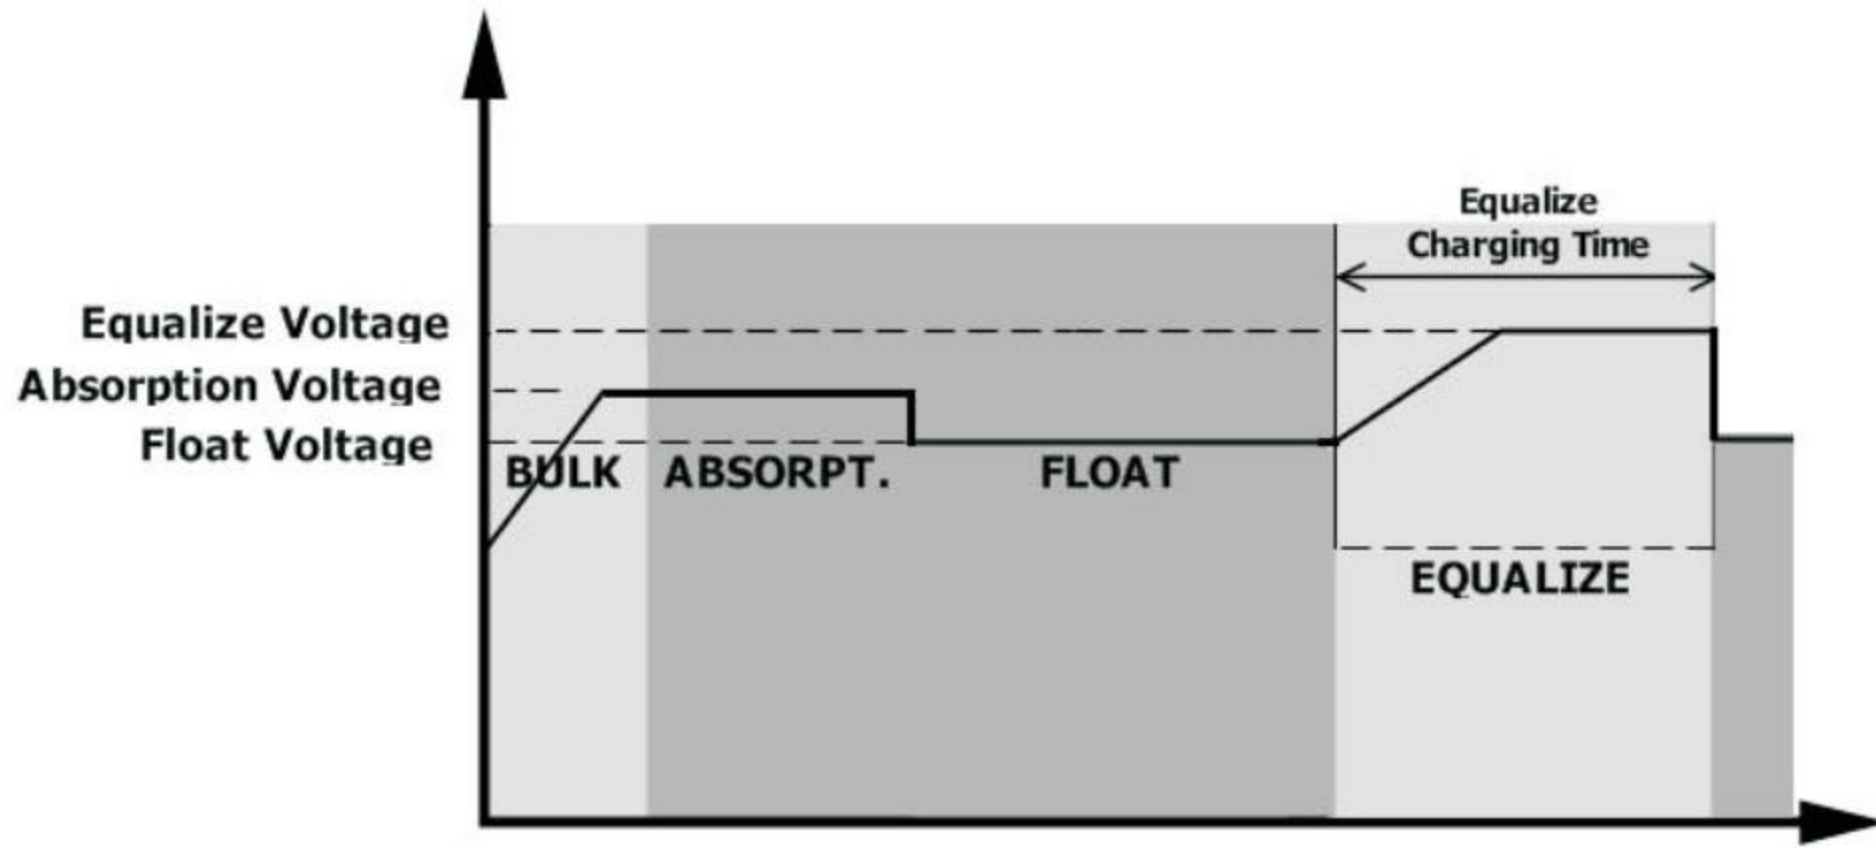 Equalize
Charging Time
Equalize Voltage
Absorption Voltage
Float Voltage
BULK
ABSORPT.
FLOAT
EQUALIZE